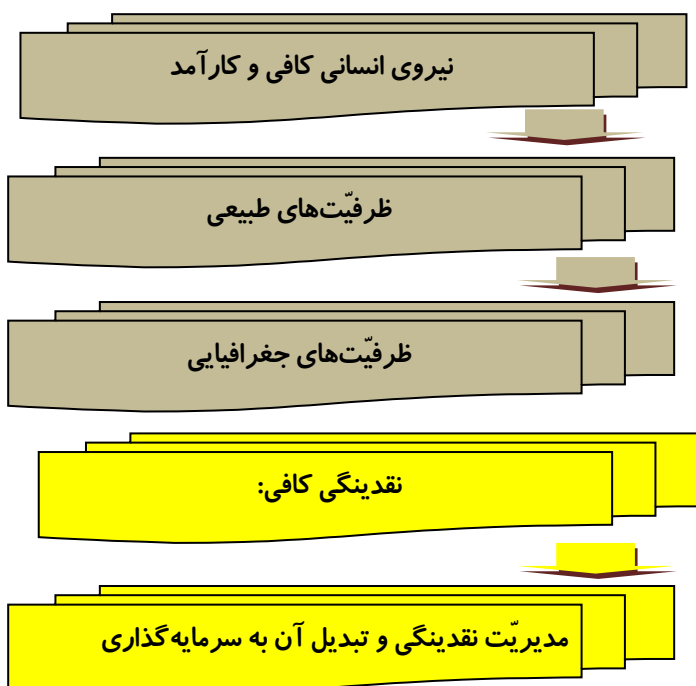 نیروی انسانی کافی و کارآمد
ظرفیّت‌های طبیعی
ظرفیّت‌های جغرافیایی
نقدینگی کافی:
مدیریّت نقدینگی و تبدیل آن به سرمایه‌گذاری